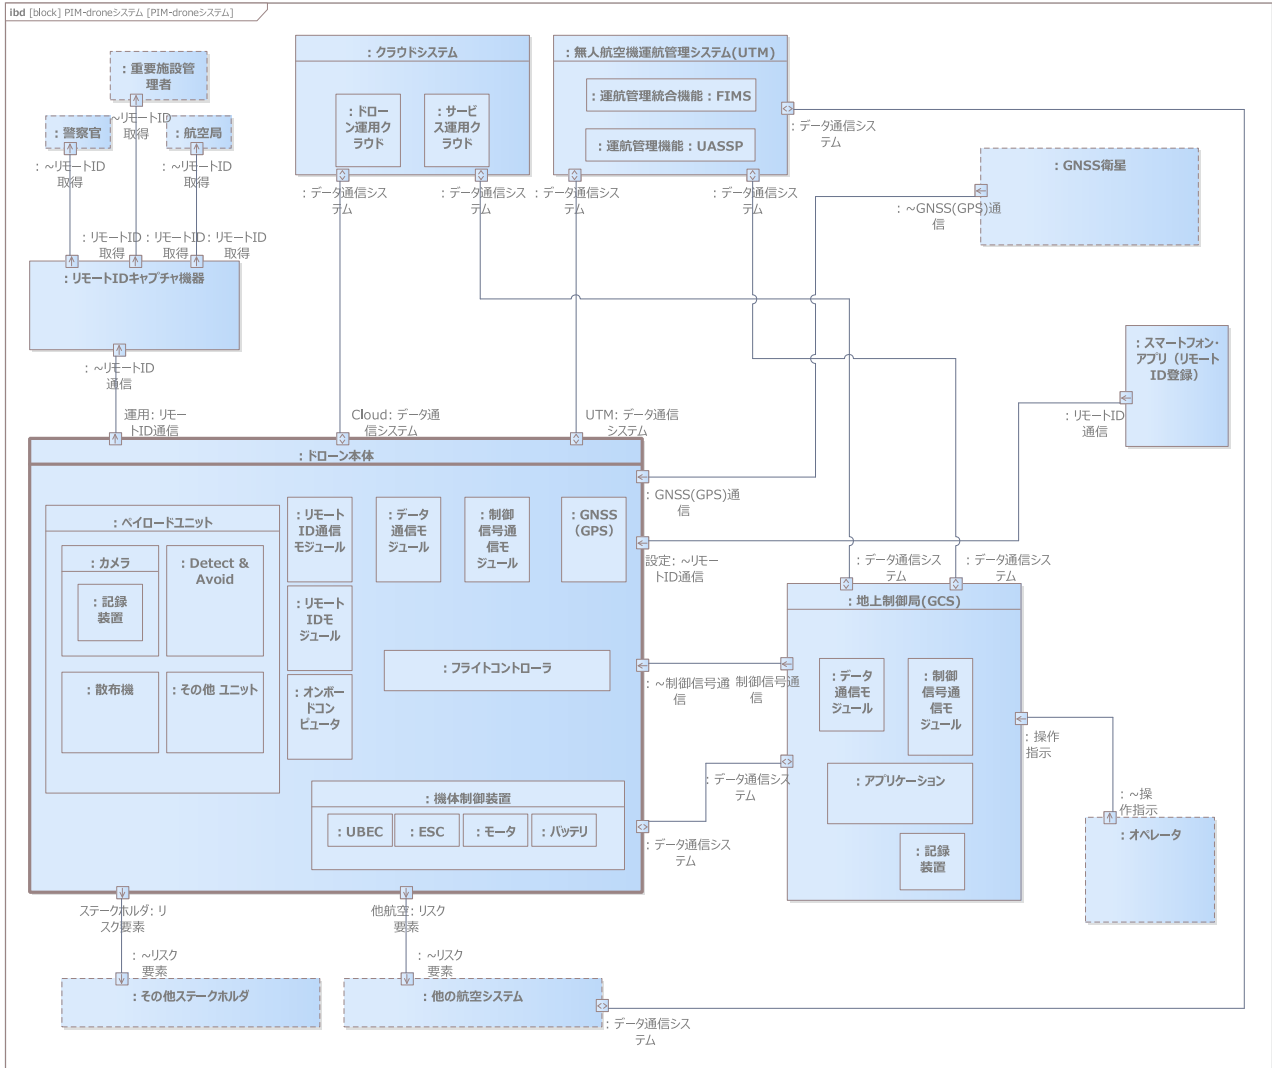 ibd [block] PIM-droneシステム [PIM-droneシステム]
: 重要施設管
理者
~リモートID
取得
: 警察官
: ~リモートID
取得
: 航空局
: ~リモートID
取得
: リモートID
取得
: リモートID
取得
: リモートID
取得
: リモートIDキャプチャ機器
: ~リモートID
通信
運用: リモー
トID通信
: クラウドシステム
: ドロー
ン運用ク
ラウド
: サービ
ス運用ク
ラウド
: データ通信シス
テム
: データ通信シス
テム
: 無人航空機運航管理システム(UTM)
: 運航管理統合機能 : FIMS
: 運航管理機能 : UASSP
: データ通信シス
テム
: データ通信シス
テム
: データ通信シス
テム
: GNSS衛星
: ~GNSS(GPS)通
信
: スマートフォン・
アプリ（リモート
ID登録）
: リモートID
通信
Cloud: データ通
信システム
UTM: データ通信
システム
: ドローン本体
: GNSS(GPS)通
信
設定: ~リモー
トID通信
: ペイロードユニット
: カメラ
: 記録
装置
: Detect &
Avoid
: 散布機
: その他 ユニット
: リモート
ID通信
モジュール
: リモート
IDモ
ジュール
: オンボー
ドコン
ピュータ
: データ
通信モ
ジュール
: 制御
信号通
信モ
ジュール
: GNSS
（GPS）
: フライトコントローラ
: 機体制御装置
: UBEC
: ESC
: モータ
: バッテリ
: ~制御信号通
信
制御信号通
信
: データ通信シス
テム
: データ通信シス
テム
: データ通信シス
テム
: データ通信シス
テム
: 地上制御局(GCS)
: データ
通信モ
ジュール
: 制御
信号通
信モ
ジュール
: アプリケーション
: 記録
装置
: 操作
指示
: ~操
作指示
: オペレータ
ステークホルダ: リ
スク要素
: ~リスク
要素
: その他ステークホルダ
他航空: リスク
要素
: ~リスク
要素
: 他の航空システム
: データ通信シス
テム